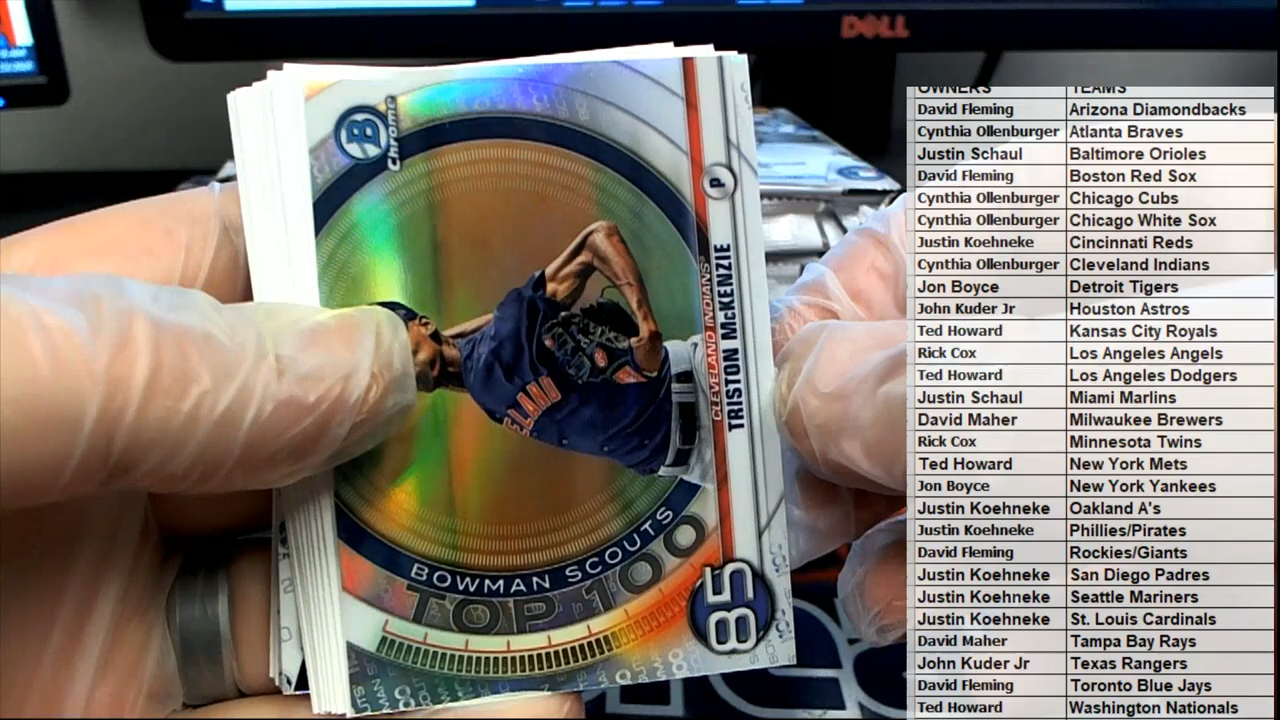 DELL
B
Chrome
P
CLEVELAND INDIANS
TRISTON McKENZIE
ELAND
BOWMAN SCOUTS
TOP 100
85
OWNERS TEAMS
David Fleming Arizona Diamondbacks
Cynthia Ollenburger Atlanta Braves
Justin Schaul Baltimore Orioles
David Fleming Boston Red Sox
Cynthia Ollenburger Chicago Cubs
Cynthia Ollenburger Chicago White Sox
Justin Koehneke Cincinnati Reds
Cynthia Ollenburger Cleveland Indians
Jon Boyce Detroit Tigers
John Kuder Jr Houston Astros
Ted Howard Kansas City Royals
Rick Cox Los Angeles Angels
Ted Howard Los Angeles Dodgers
Justin Schaul Miami Marlins
David Maher Milwaukee Brewers
Rick Cox Minnesota Twins
Ted Howard New York Mets
Jon Boyce New York Yankees
Justin Koehneke Oakland A's
Justin Koehneke Phillies/Pirates
David Fleming Rockies/Giants
Justin Koehneke San Diego Padres
Justin Koehneke Seattle Mariners
Justin Koehneke St. Louis Cardinals
David Maher Tampa Bay Rays
John Kuder Jr Texas Rangers
David Fleming Toronto Blue Jays
Ted Howard Washington Nationals